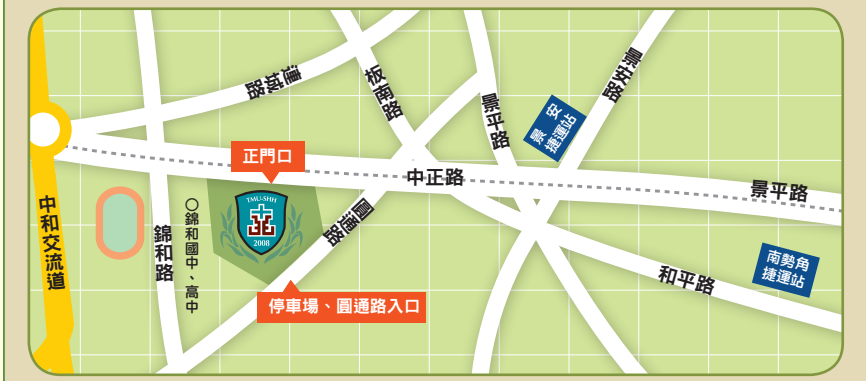 連城路
板南路
景平路
景安路
景安
捷運站
正門口
中正路
景平路
中和交流道
錦和路
○錦和國中、高中
TMU-SHH
2008
圓通路
停車場、圓通路入口
和平路
南勢角
捷運站